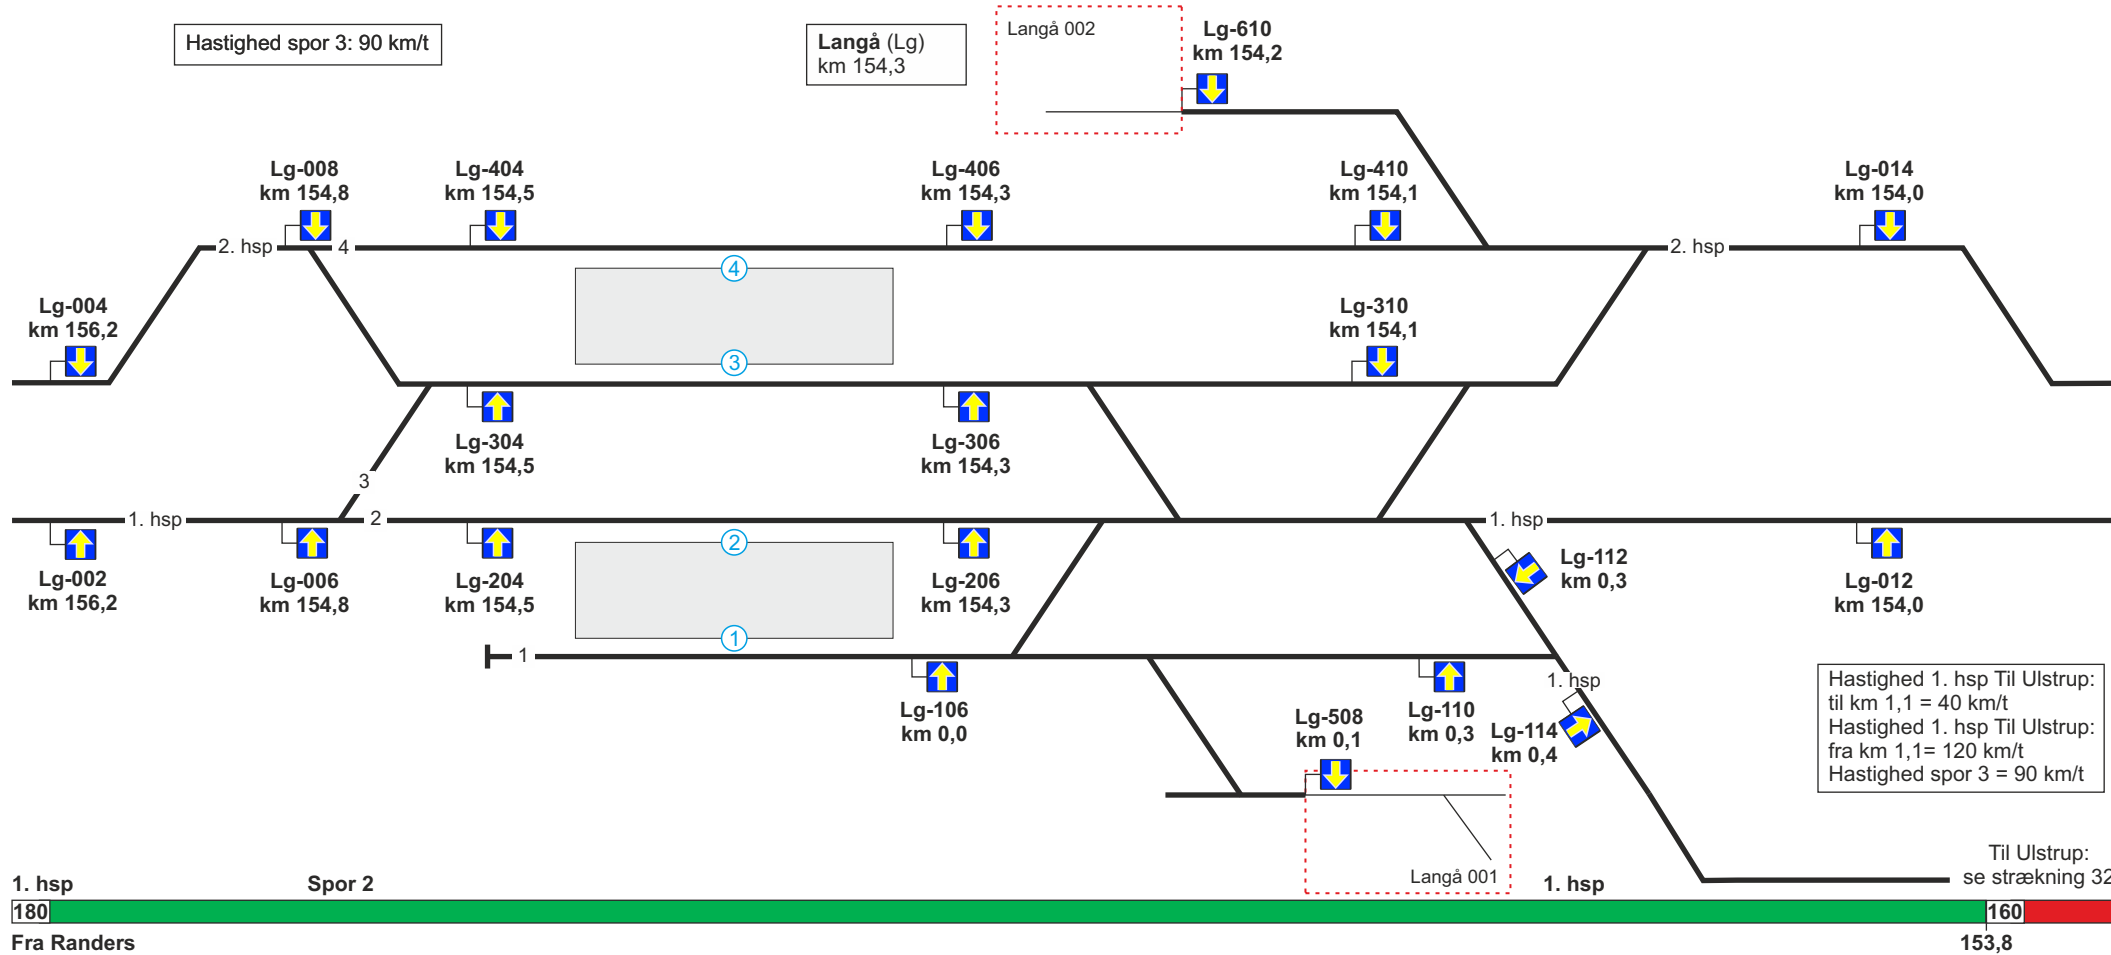 Hastighed spor 3: 90 km/t
Langå (Lg)
km 154,3
Langå 002
Lg-610
km 154,2
Lg-008
km 154,8
Lg-404
km 154,5
Lg-406
km 154,3
Lg-410
km 154,1
Lg-014
km 154,0
2. hsp
4
2. hsp
4
Lg-004
km 156,2
Lg-310
km 154,1
3
Lg-304
km 154,5
Lg-306
km 154,3
3
1. hsp
2
1. hsp
2
Lg-002
km 156,2
Lg-006
km 154,8
Lg-204
km 154,5
Lg-206
km 154,3
Lg-112
km 0,3
Lg-012
km 154,0
1
1
1. hsp
Lg-106
km 0,0
Lg-508
km 0,1
Lg-110
km 0,3
Lg-114
km 0,4
Hastighed 1. hsp Til Ulstrup:
til km 1,1 = 40 km/t
Hastighed 1. hsp Til Ulstrup:
fra km 1,1= 120 km/t
Hastighed spor 3 = 90 km/t
Langå 001
Til Ulstrup:
se strækning 32
1. hsp
Spor 2
1. hsp
180
160
Fra Randers
153,8